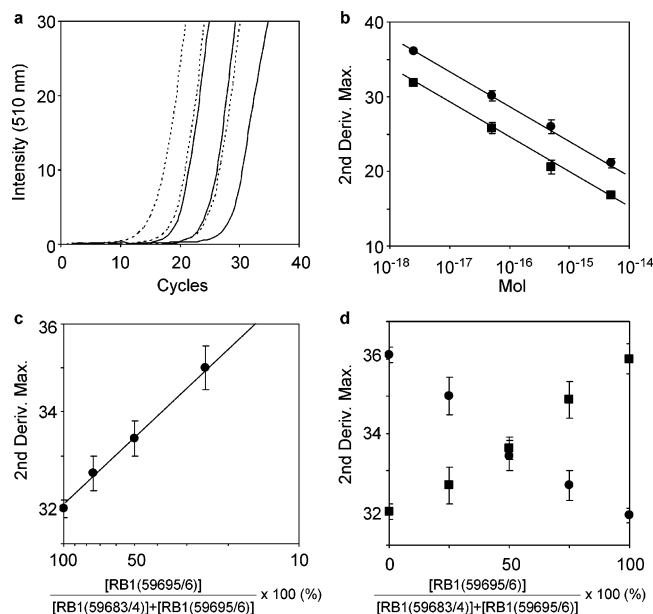 a
30
20
10
0
Intensity (510 nm)
0 10 20 30 40
Cycles
b
40
30
20
10
2nd Deriv. Max.
10-18 10-17 10-16 10-15 10-14
Mol
c
36
34
32
2nd Deriv. Max.
100 50 10
[RB1(59695/6)]
[RB1(59683/4)]+[RB1(59695/6)] x 100 (%)
d
36
34
32
2nd Deriv. Max.
0 50 100
[RB1(59695/6)]
[RB1(59683/4)]+[RB1(59695/6)] x 100 (%)